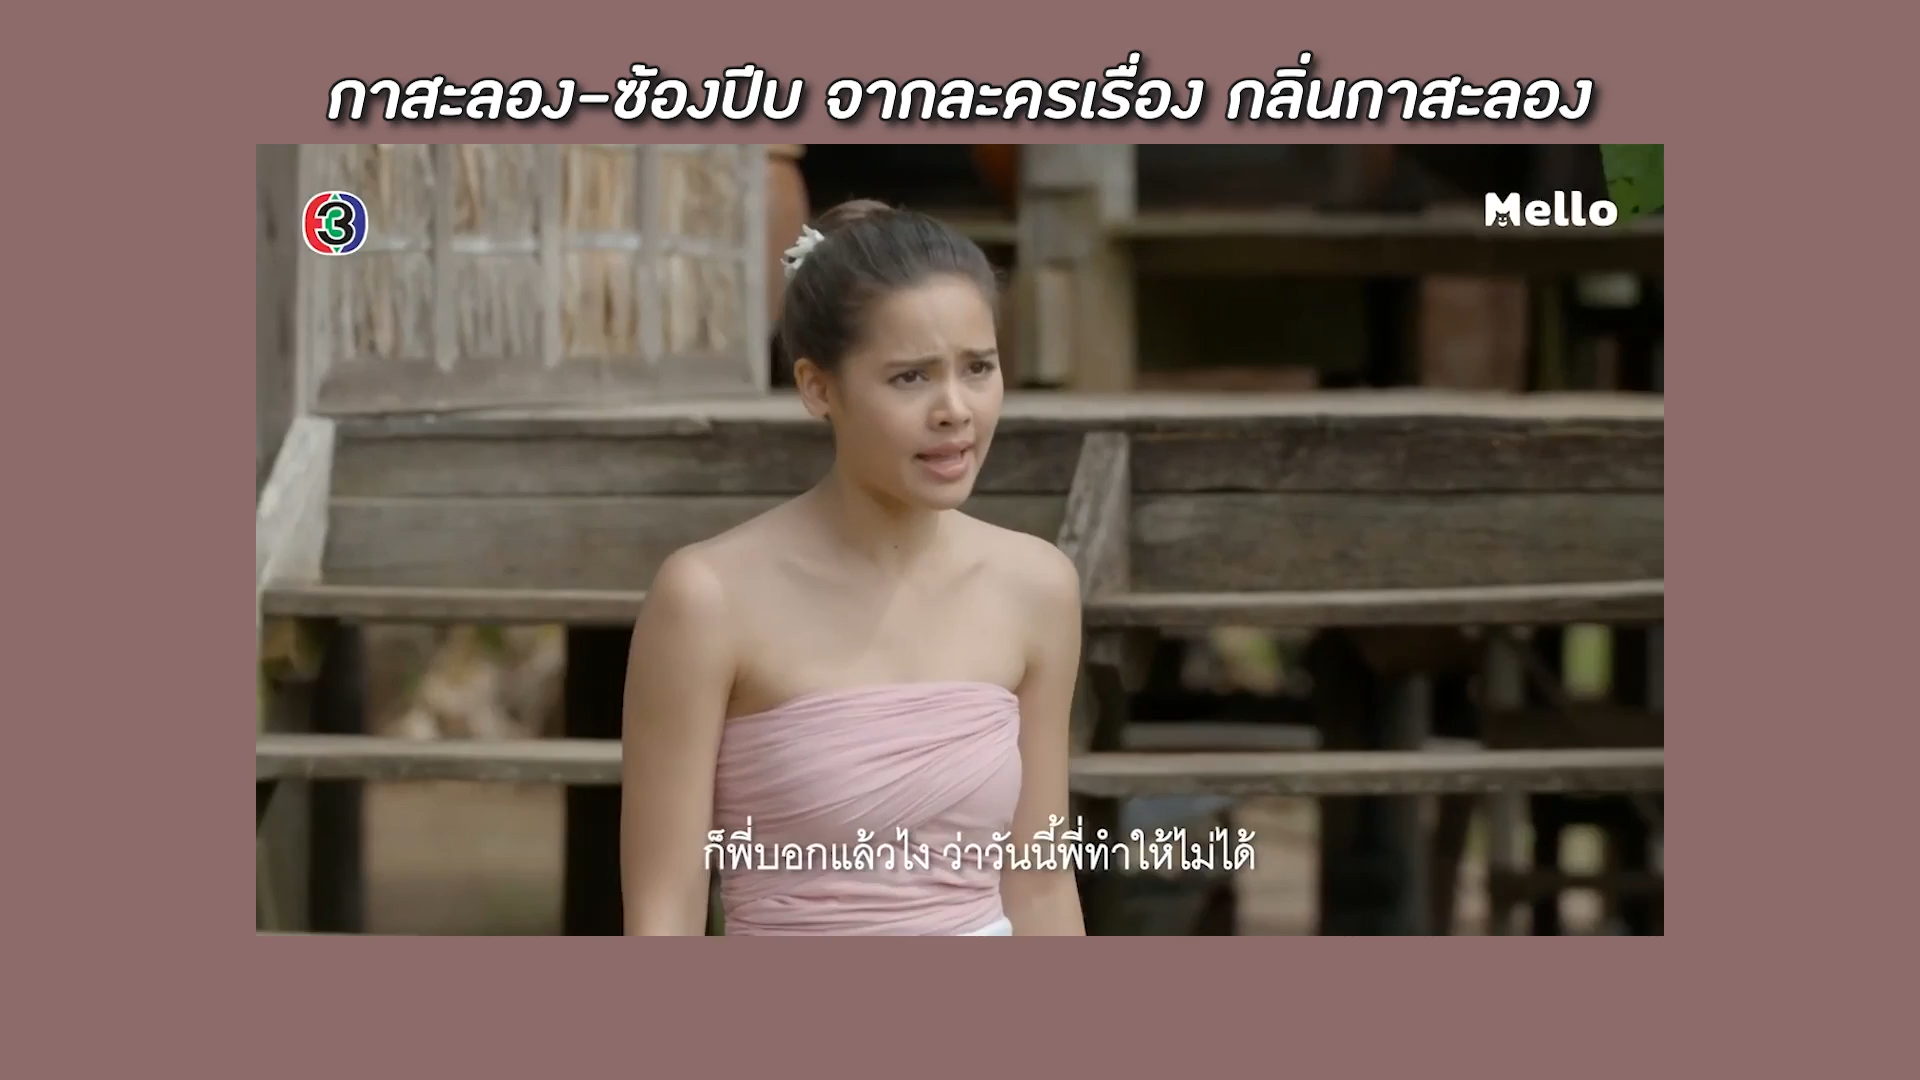 กาสะลอง-ซ้องปีบ จากละครเรื่อง กลิ่นกาสะลอง
3
Mello
ก็พี่บอกแล้วไง ว่าวันนี้พี่ทำให้ไม่ได้